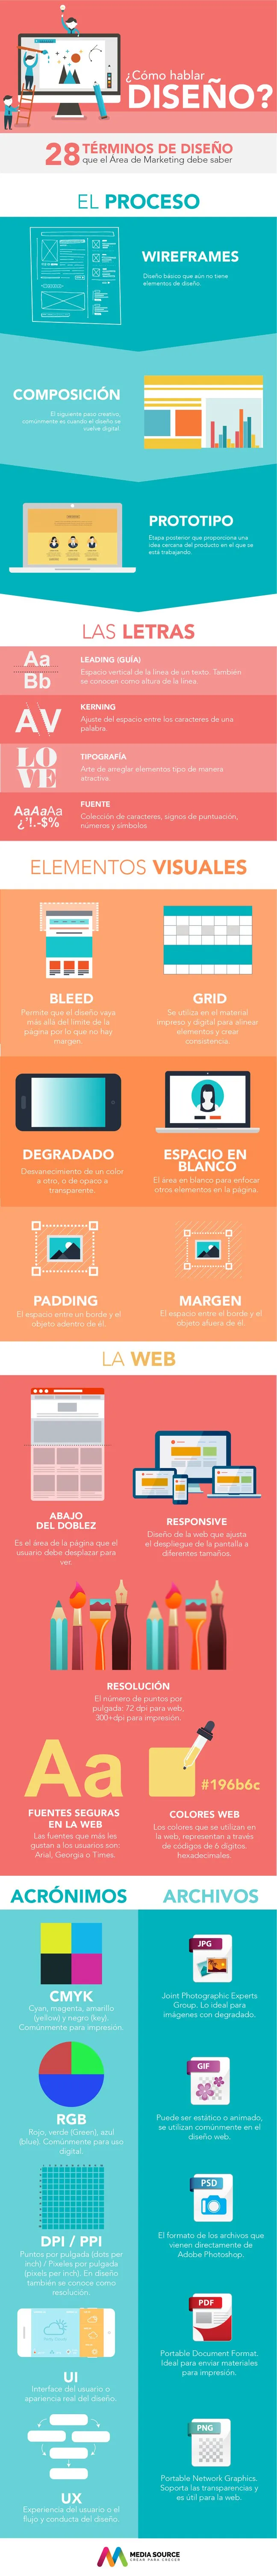 ¿Cómo hablar
DISEÑO?
28 TÉRMINOS DE DISEÑO
que el Área de Marketing debe saber
EL PROCESO
WIREFRAMES
Diseño básico que aún no tiene
elementos de diseño.
COMPOSICIÓN
El siguiente paso creativo,
comúnmente es cuando el diseño se
vuelve digital.
PROTOTIPO
Etapa posterior que proporciona una
idea cercana del producto en el que se
está trabajando.
LAS LETRAS
Aa
Bb
LEADING (GUÍA)
Espacio vertical de la línea de un texto. También
se conocen como altura de la línea.
AV
KERNING
Ajuste del espacio entre los caracteres de una
palabra.
LO
VE
TIPOGRAFÍA
Arte de arreglar elementos tipo de manera
atractiva.
AaAaAa
¿'!.-$%
FUENTE
Colección de caracteres, signos de puntuación,
números y símbolos
ELEMENTOS VISUALES
BLEED
Permite que el diseño vaya
más allá del límite de la
página por lo que no hay
margen.
GRID
Se utiliza en el material
impreso y digital para alinear
elementos y crear
consistencia.
DEGRADADO
Desvanecimiento de un color
a otro, o de opaco a
transparente.
ESPACIO EN
BLANCO
El área en blanco para enfocar
otros elementos en la página.
PADDING
El espacio entre un borde y el
objeto adentro de él.
MARGEN
El espacio entre el borde y el
objeto afuera de él.
LA WEB
ABAJO
DEL DOBLEZ
Es el área de la página que el
usuario debe desplazar para
ver.
RESPONSIVE
Diseño de la web que ajusta
el despliegue de la pantalla a
diferentes tamaños.
RESOLUCIÓN
El número de puntos por
pulgada: 72 dpi para web,
300+dpi para impresión.
Aa
FUENTES SEGURAS
EN LA WEB
Las fuentes que más les
gustan a los usuarios son:
Arial, Georgia o Times.
#196b6c
COLORES WEB
Los colores que se utilizan en
la web, representan a través
de códigos de 6 dígitos.
hexadecimales.
ACRÓNIMOS
CMYK
Cyan, magenta, amarillo
(yellow) y negro (key).
Comúnmente para impresión.
RGB
Rojo, verde (Green), azul
(blue). Comúnmente para uso
digital.
DPI / PPI
Puntos por pulgada (dots per
inch) / Pixeles por pulgada
(pixels per inch). En diseño
también se conoce como
resolución.
UI
Interface del usuario o
apariencia real del diseño.
UX
Experiencia del usuario o el
flujo y conducta del diseño.
ARCHIVOS
JPG
Joint Photographic Experts
Group. Lo ideal para
imágenes con degradado.
GIF
Puede ser estático o animado,
se utilizan comúnmente en el
diseño web.
PSD
El formato de los archivos que
vienen directamente de
Adobe Photoshop.
PDF
Portable Document Format.
Ideal para enviar materiales
para impresión.
PNG
Portable Network Graphics.
Soporta las transparencias y
es útil para la web.
MEDIA SOURCE
CREAR PARA CRECER